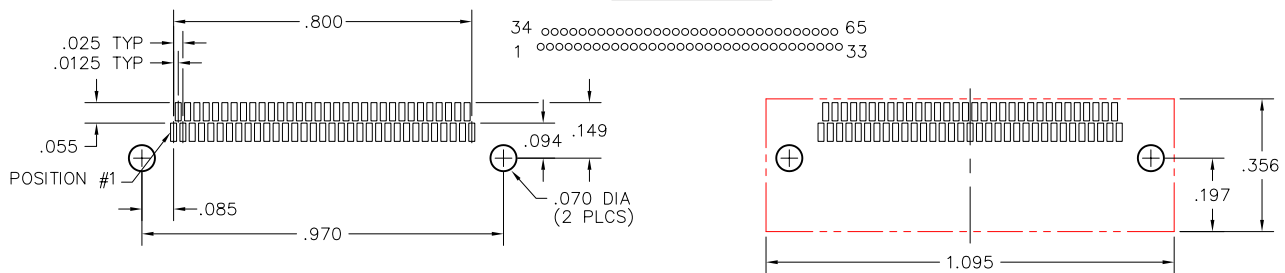 .800
34 65
.025 TYP
1 33
.0125 TYP
.149
.094
.055
.356
POSITION #1
.197
.070 DIA
(2 PLCS)
.085
.970
1.095